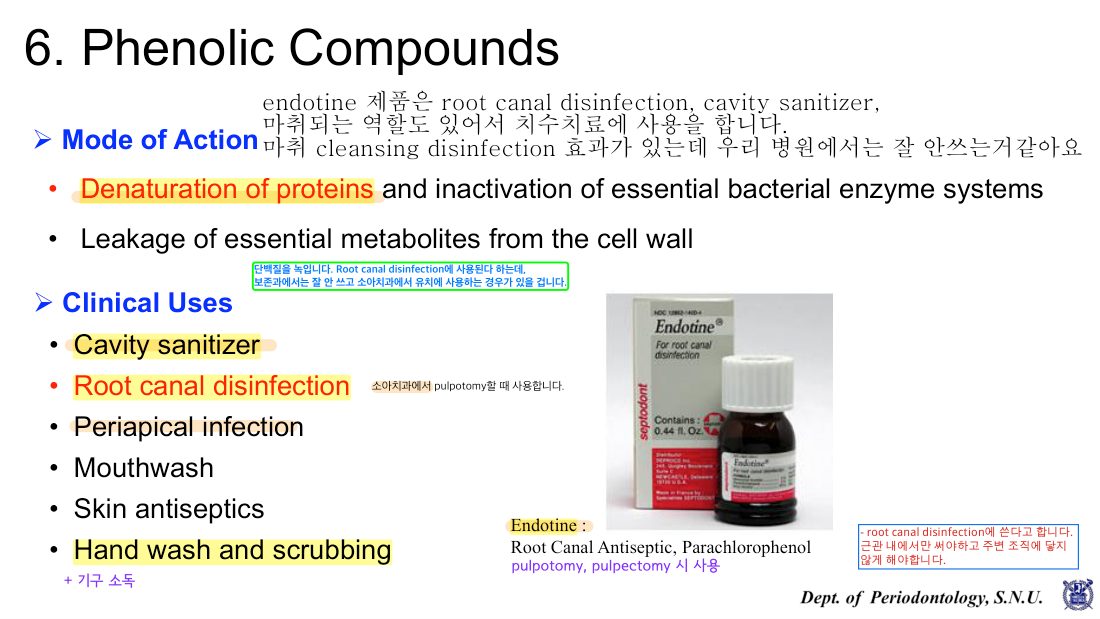 6. Phenolic Compounds
endotine 제품은 root canal disinfection, cavity sanitizer,
마취되는 역할도 있어서 치수치료에 사용을 합니다.
마취 cleansing disinfection 효과가 있는데 우리 병원에서는 잘 안쓰는거같아요
➢ Mode of Action
• Denaturation of proteins and inactivation of essential bacterial enzyme systems
• Leakage of essential metabolites from the cell wall
단백질을 녹입니다. Root canal disinfection에 사용된다 하는데,
보존과에서는 잘 안 쓰고 소아치과에서 유치에 사용하는 경우가 있을 겁니다.
➢ Clinical Uses
• Cavity sanitizer
• Root canal disinfection
소아치과에서 pulpotomy할 때 사용합니다.
• Periapical infection
• Mouthwash
• Skin antiseptics
• Hand wash and scrubbing
+ 기구 소독
Endotine®
For root canal
disinfection
septodont
Contains :
0.44 fl. Oz.
Endotine
Endotine :
Root Canal Antiseptic, Parachlorophenol
pulpotomy, pulpectomy 시 사용
- root canal disinfection에 쓴다고 합니다.
근관 내에서만 써야하고 주변 조직에 닿지
않게 해야합니다.
Dept. of Periodontology, S.N.U.